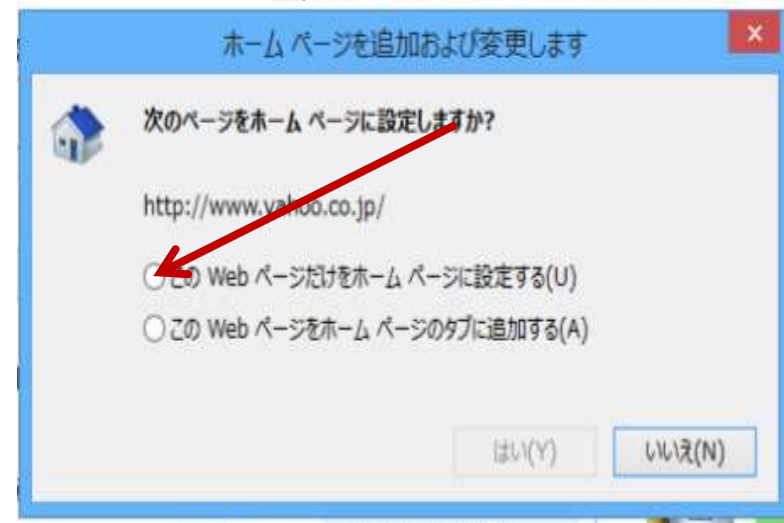 ホーム ページを追加および変更します
次のページをホーム ページに設定しますか?
http://www.yahoo.co.jp/
この Web ページだけをホーム ページに設定する(U)
この Web ページをホーム ページのタブに追加する(A)
はい(Y)
いいえ(N)